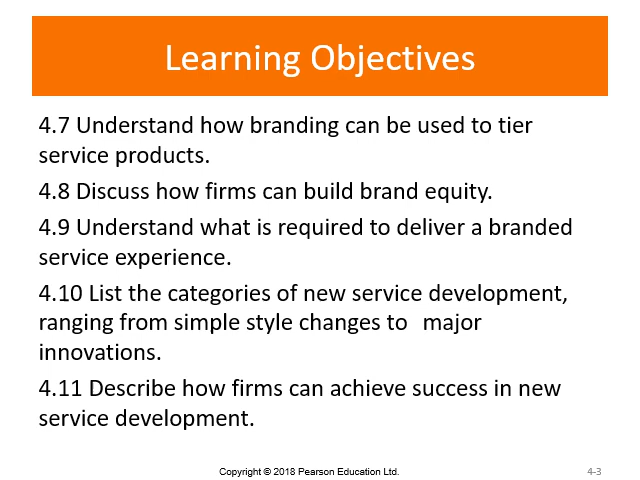 Learning Objectives
4.7 Understand how branding can be used to tier
service products.
4.8 Discuss how firms can build brand equity.
4.9 Understand what is required to deliver a branded
service experience.
4.10 List the categories of new service development,
ranging from simple style changes to  major
innovations.
4.11 Describe how firms can achieve success in new
service development.
Copyright © 2018 Pearson Education Ltd.
4-3